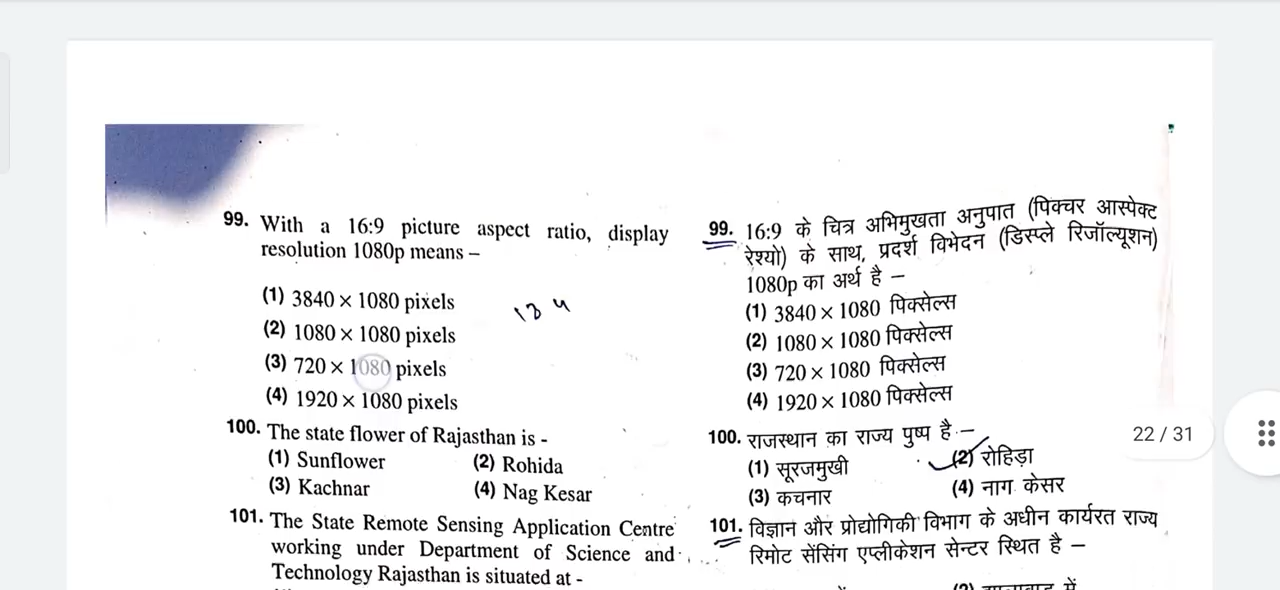 99. With a 16:9 picture aspect ratio, display
resolution 1080p means –
(1) 3840 × 1080 pixels
(2) 1080 × 1080 pixels
(3) 720 × 1080 pixels
(4) 1920 × 1080 pixels
100. The state flower of Rajasthan is -
(1) Sunflower (2) Rohida
(3) Kachnar (4) Nag Kesar
101. The State Remote Sensing Application Centre
working under Department of Science and
Technology Rajasthan is situated at -
99. 16:9 के चित्र अभिमुखता अनुपात (पिक्चर आस्पेक्ट
रेश्यो) के साथ, प्रदर्श विभेदन (डिस्प्ले रिजॉल्यूशन)
1080p का अर्थ है –
(1) 3840 × 1080 पिक्सेल्स
(2) 1080 × 1080 पिक्सेल्स
(3) 720 × 1080 पिक्सेल्स
(4) 1920 × 1080 पिक्सेल्स
100. राजस्थान का राज्य पुष्प है –
(1) सूरजमुखी (2) रोहिड़ा
(3) कचनार (4) नाग केसर
101. विज्ञान और प्रोद्योगिकी विभाग के अधीन कार्यरत राज्य
रिमोट सेंसिंग एप्लीकेशन सेन्टर स्थित है –
22 / 31